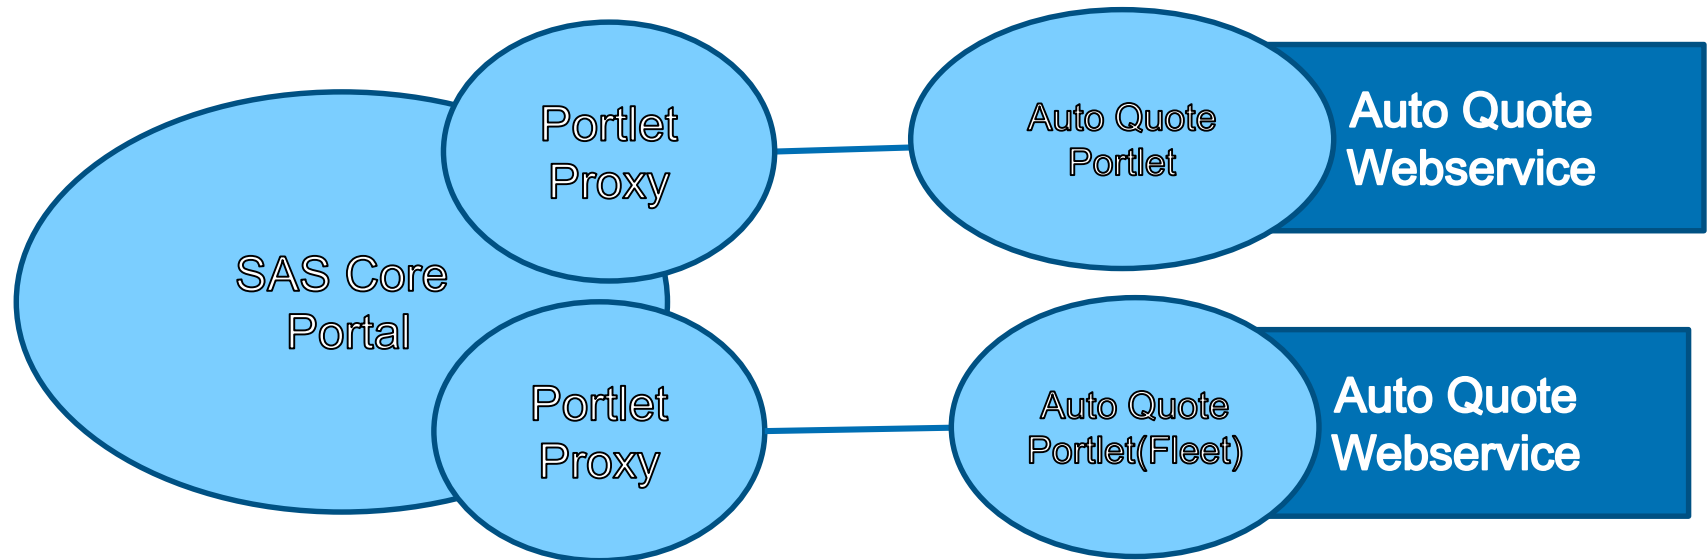 Portlet
Proxy
Auto Quote
Portlet
Auto Quote
Webservice
SAS Core
Portal
Portlet
Proxy
Auto Quote
Portlet(Fleet)
Auto Quote
Webservice